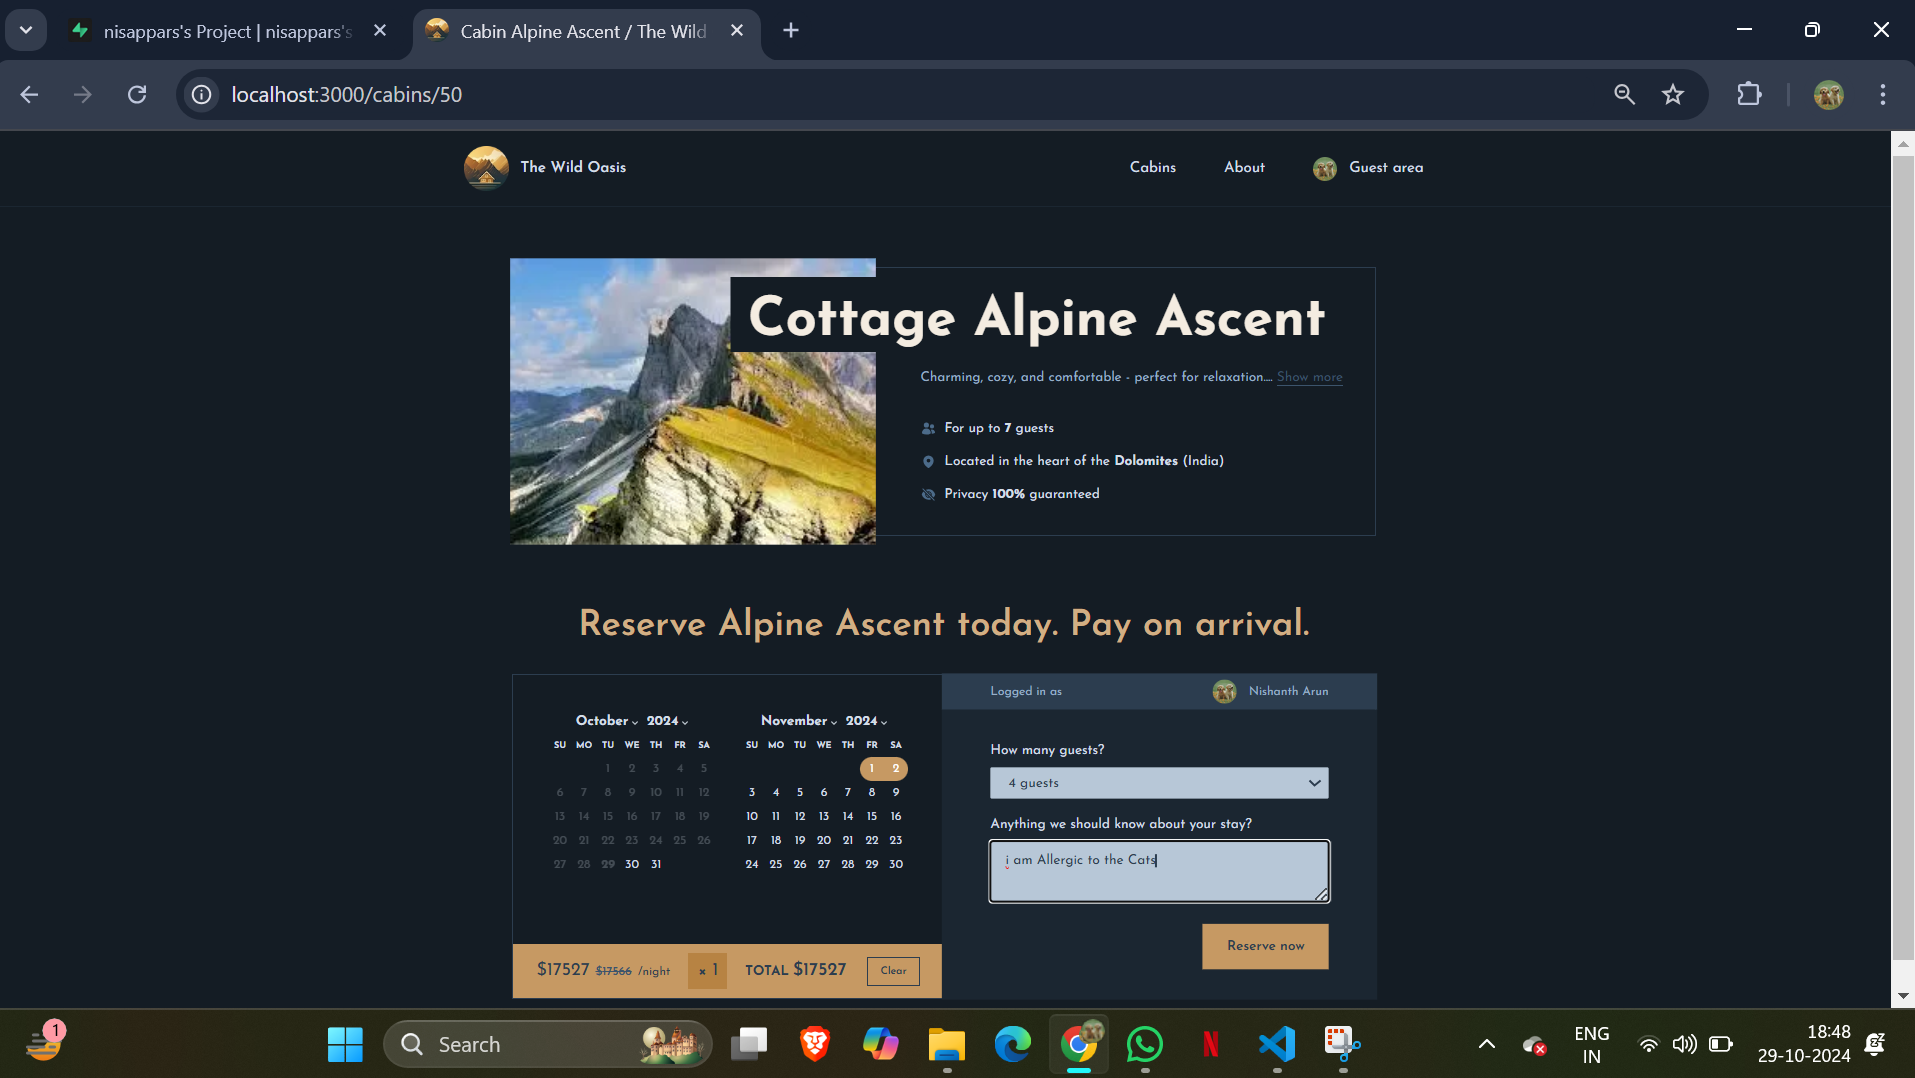 nisappars's Project | nisappars's
Cabin Alpine Ascent / The Wild
localhost:3000/cabins/50
The Wild Oasis
Cabins
About
Guest area
Cottage Alpine Ascent
Charming, cozy, and comfortable - perfect for relaxation.... Show more
For up to 7 guests
Located in the heart of the Dolomites (India)
Privacy 100% guaranteed
Reserve Alpine Ascent today. Pay on arrival.
October 2024
SU MO TU WE TH FR SA
1 2 3 4 5
6 7 8 9 10 11 12
13 14 15 16 17 18 19
20 21 22 23 24 25 26
27 28 29 30 31
November 2024
SU MO TU WE TH FR SA
1 2
3 4 5 6 7 8 9
10 11 12 13 14 15 16
17 18 19 20 21 22 23
24 25 26 27 28 29 30
$17527 $17566 /night × 1 TOTAL $17527 Clear
Logged in as Nishanth Arun
How many guests?
4 guests
Anything we should know about your stay?
i am Allergic to the Cats
Reserve now
1
Search
ENG
IN
18:48
29-10-2024